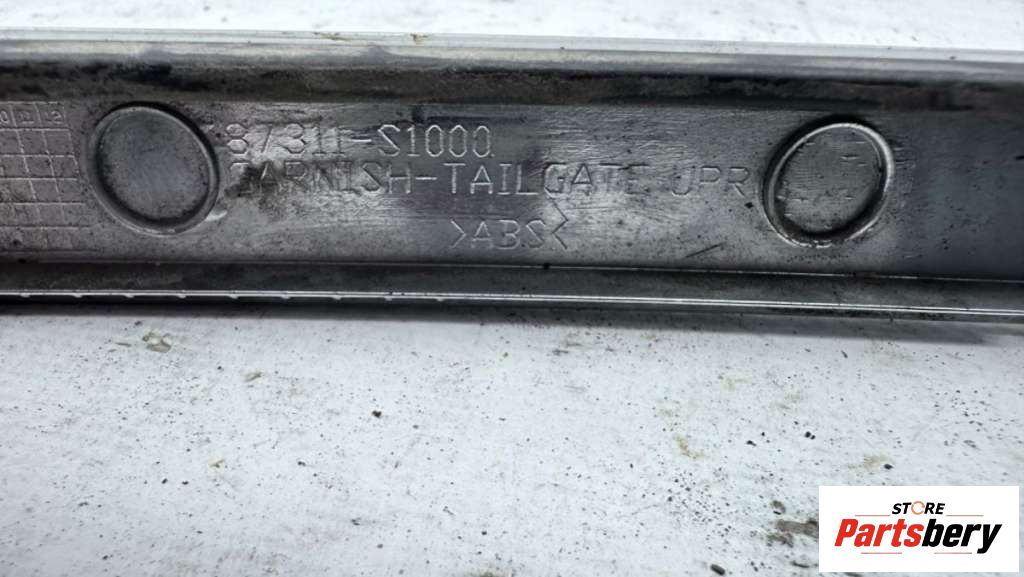 87311-S1000
GARNISH-TAILGATE UPR
>ABS<
STORE
Partsbery